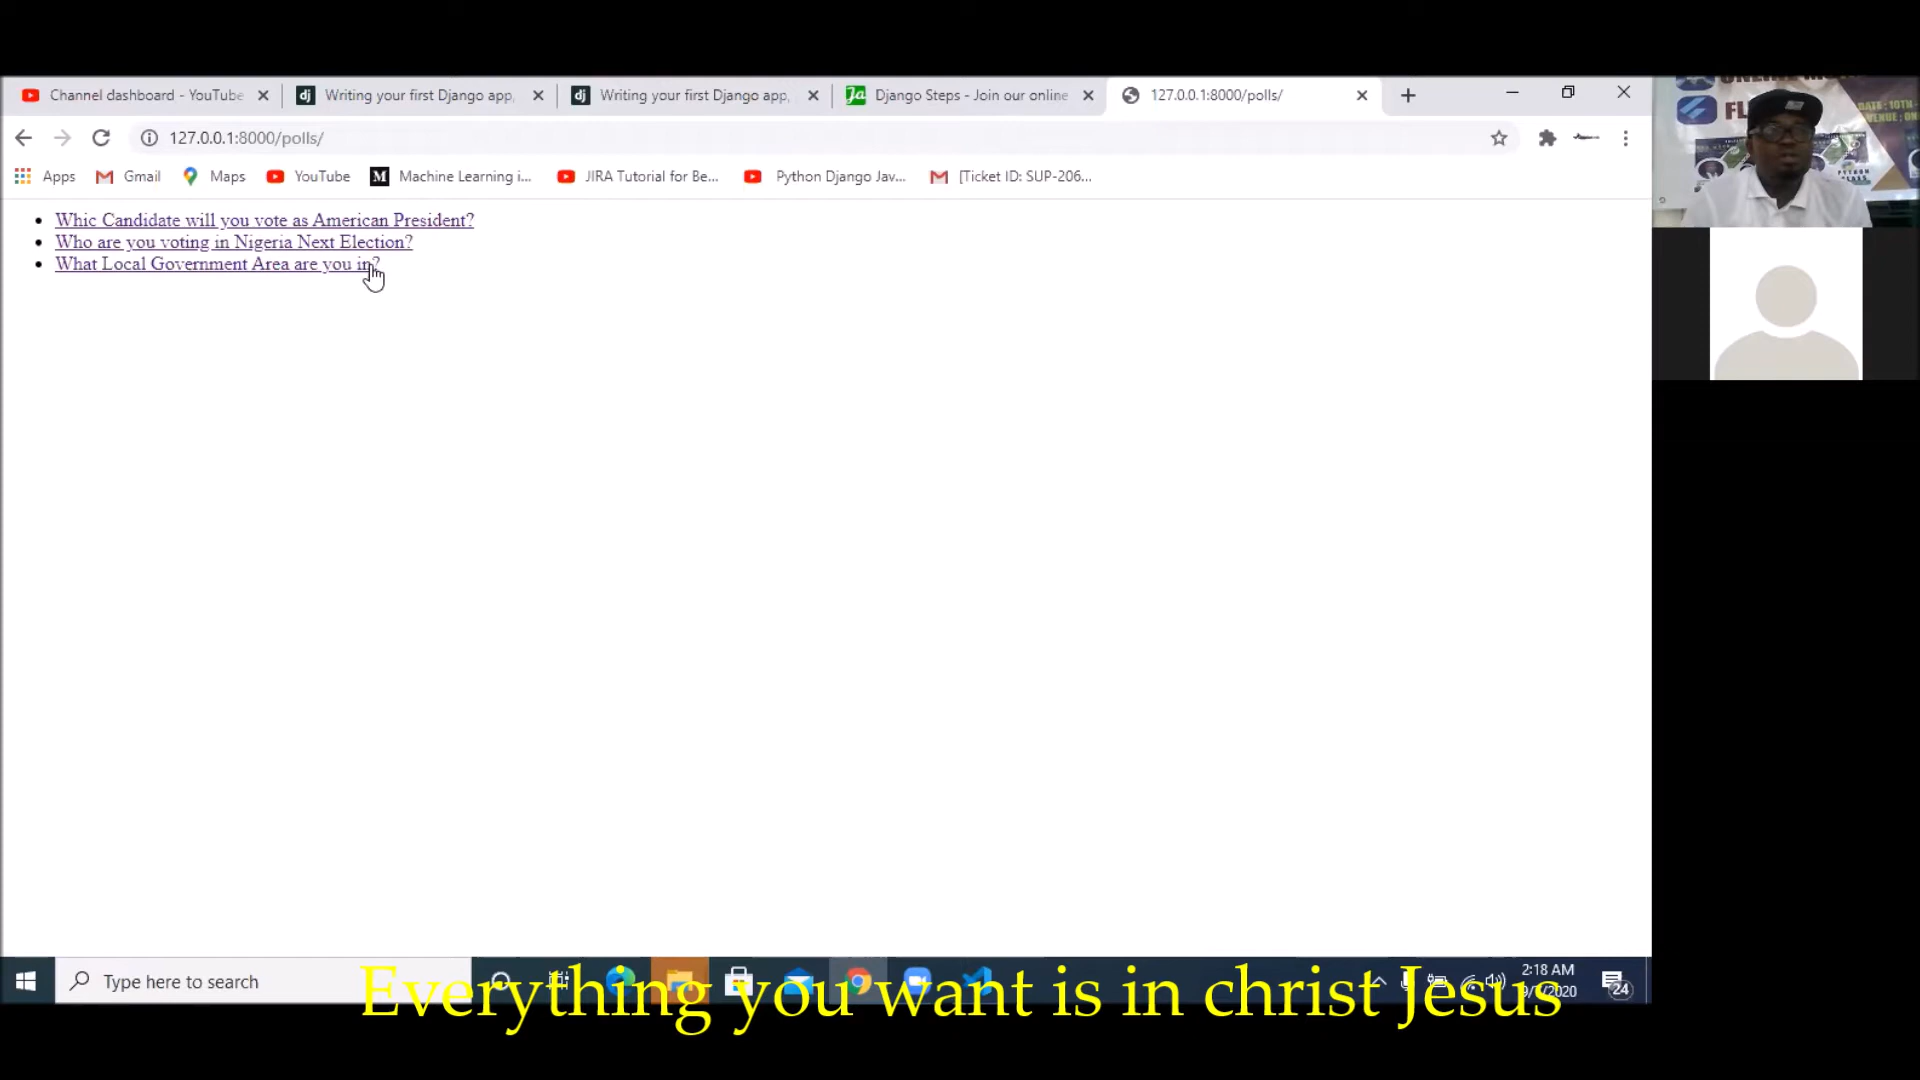 Channel dashboard - YouTube
Writing your first Django app,
Writing your first Django app,
Django Steps - Join our online
127.0.0.1:8000/polls/
127.0.0.1:8000/polls/
Apps
Gmail
Maps
YouTube
Machine Learning i...
JIRA Tutorial for Be...
Python Django Jav...
[Ticket ID: SUP-206...
Whic Candidate will you vote as American President?
Who are you voting in Nigeria Next Election?
What Local Government Area are you in?
Type here to search
2:18 AM
24
Everything you want is in christ Jesus